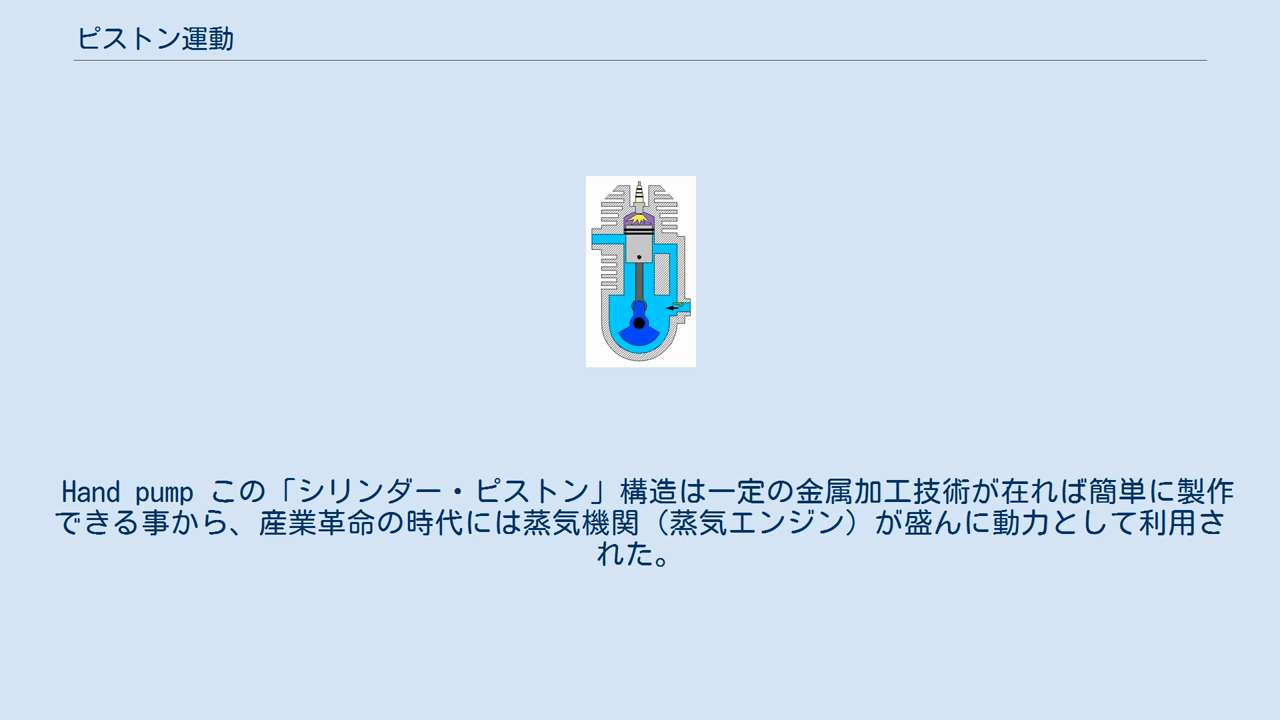 ピストン運動
Hand pump この「シリンダー・ピストン」構造は一定の金属加工技術が在れば簡単に製作
できる事から、産業革命の時代には蒸気機関（蒸気エンジン）が盛んに動力として利用さ
れた。